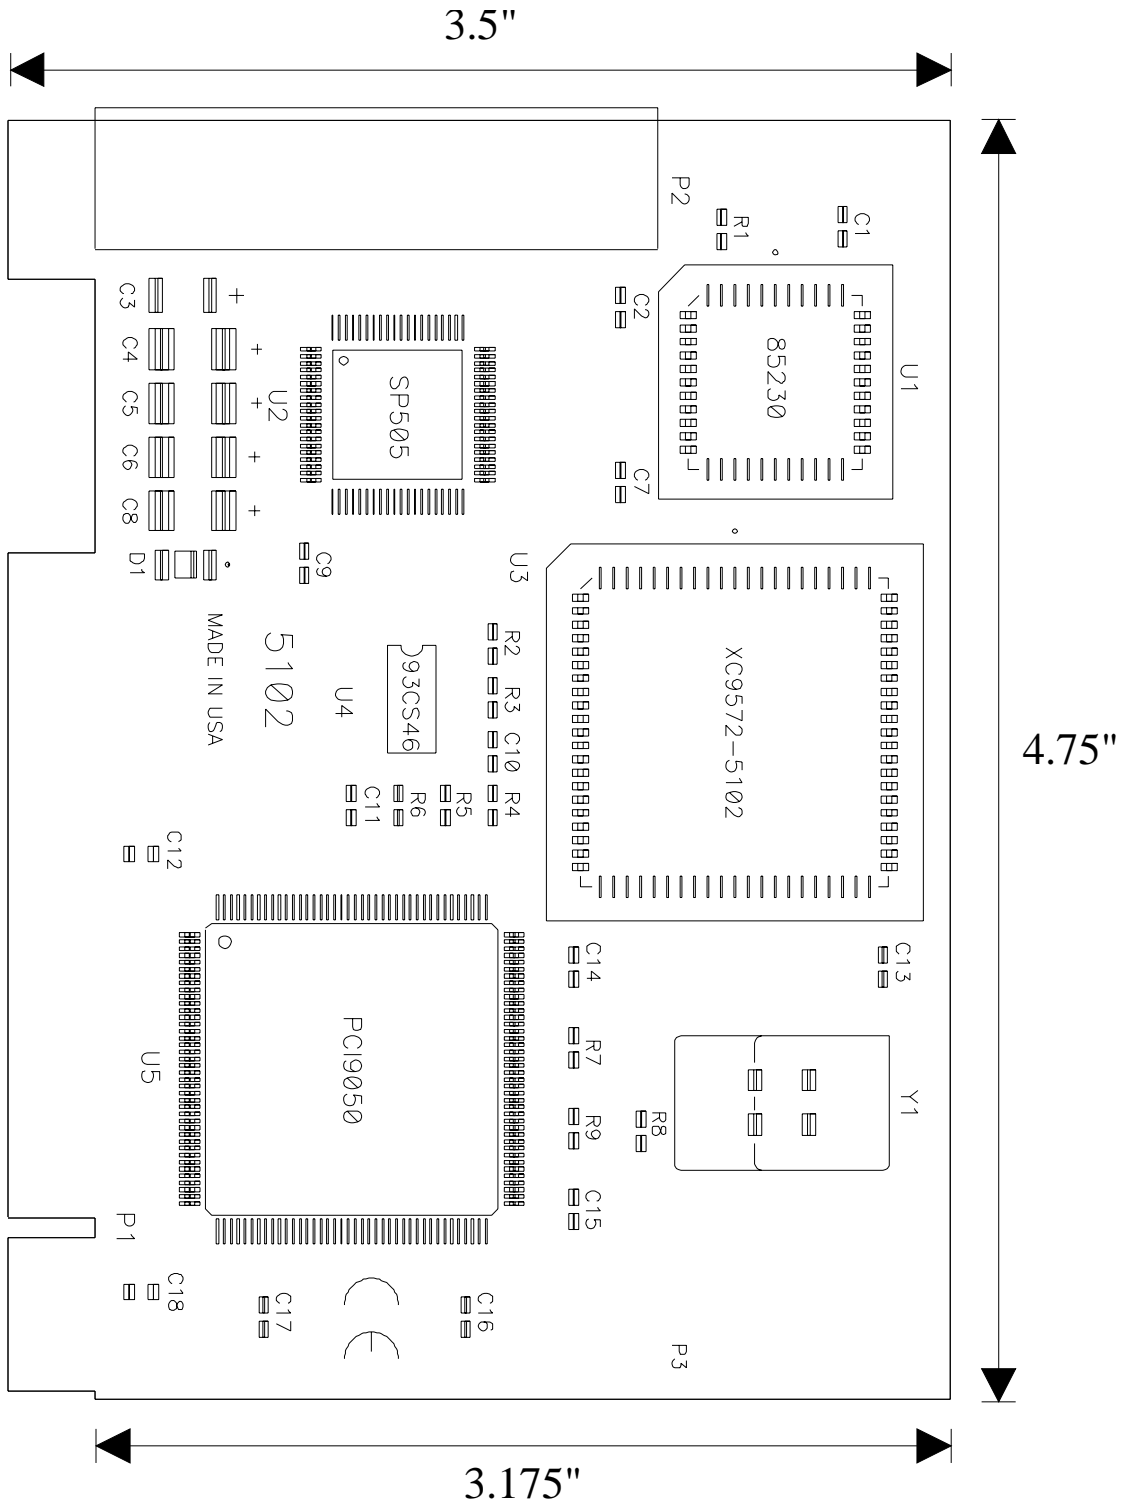 3.5"
P2
R1
C1
C3
C2
C4
SP505
85230
U1
U2
C5
C6
C7
C8
D1
C9
U3
MADE IN USA
5102
U4
93CS46
R2
R3
C10
XC9572-5102
4.75"
C11
R6
R5
R4
C12
C14
C13
U5
PCI9050
R7
Y1
R9
R8
C15
P1
C18
C17
CE
C16
P3
3.175"